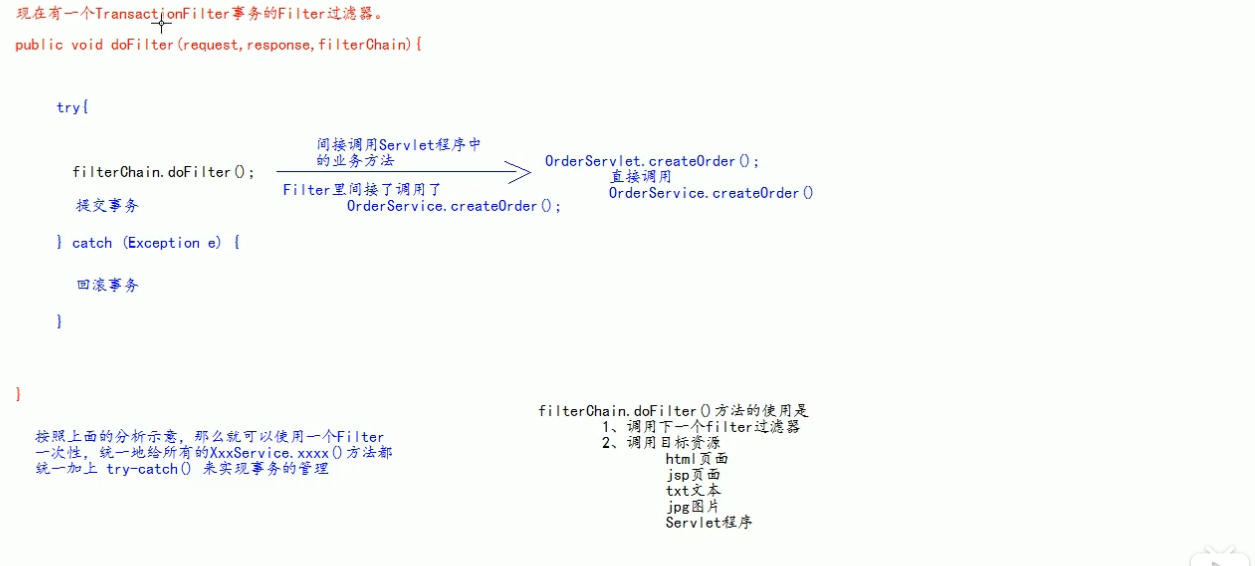 现在有一个TransactionFilter事务的Filter过滤器。
public void doFilter(request,response,filterChain){
try{
间接调用Servlet程序中
的业务方法
filterChain.doFilter();
OrderServlet.createOrder();
直接调用
OrderService.createOrder()
Filter里间接了调用了
OrderService.createOrder();
提交事务
} catch (Exception e) {
回滚事务
}
}
按照上面的分析示意，那么就可以使用一个Filter
一次性，统一地给所有的XxxService.xxxx()方法都
统一加上 try-catch() 来实现事务的管理
filterChain.doFilter()方法的使用是
1、调用下一个filter过滤器
2、调用目标资源
html页面
jsp页面
txt文本
jpg图片
Servlet程序